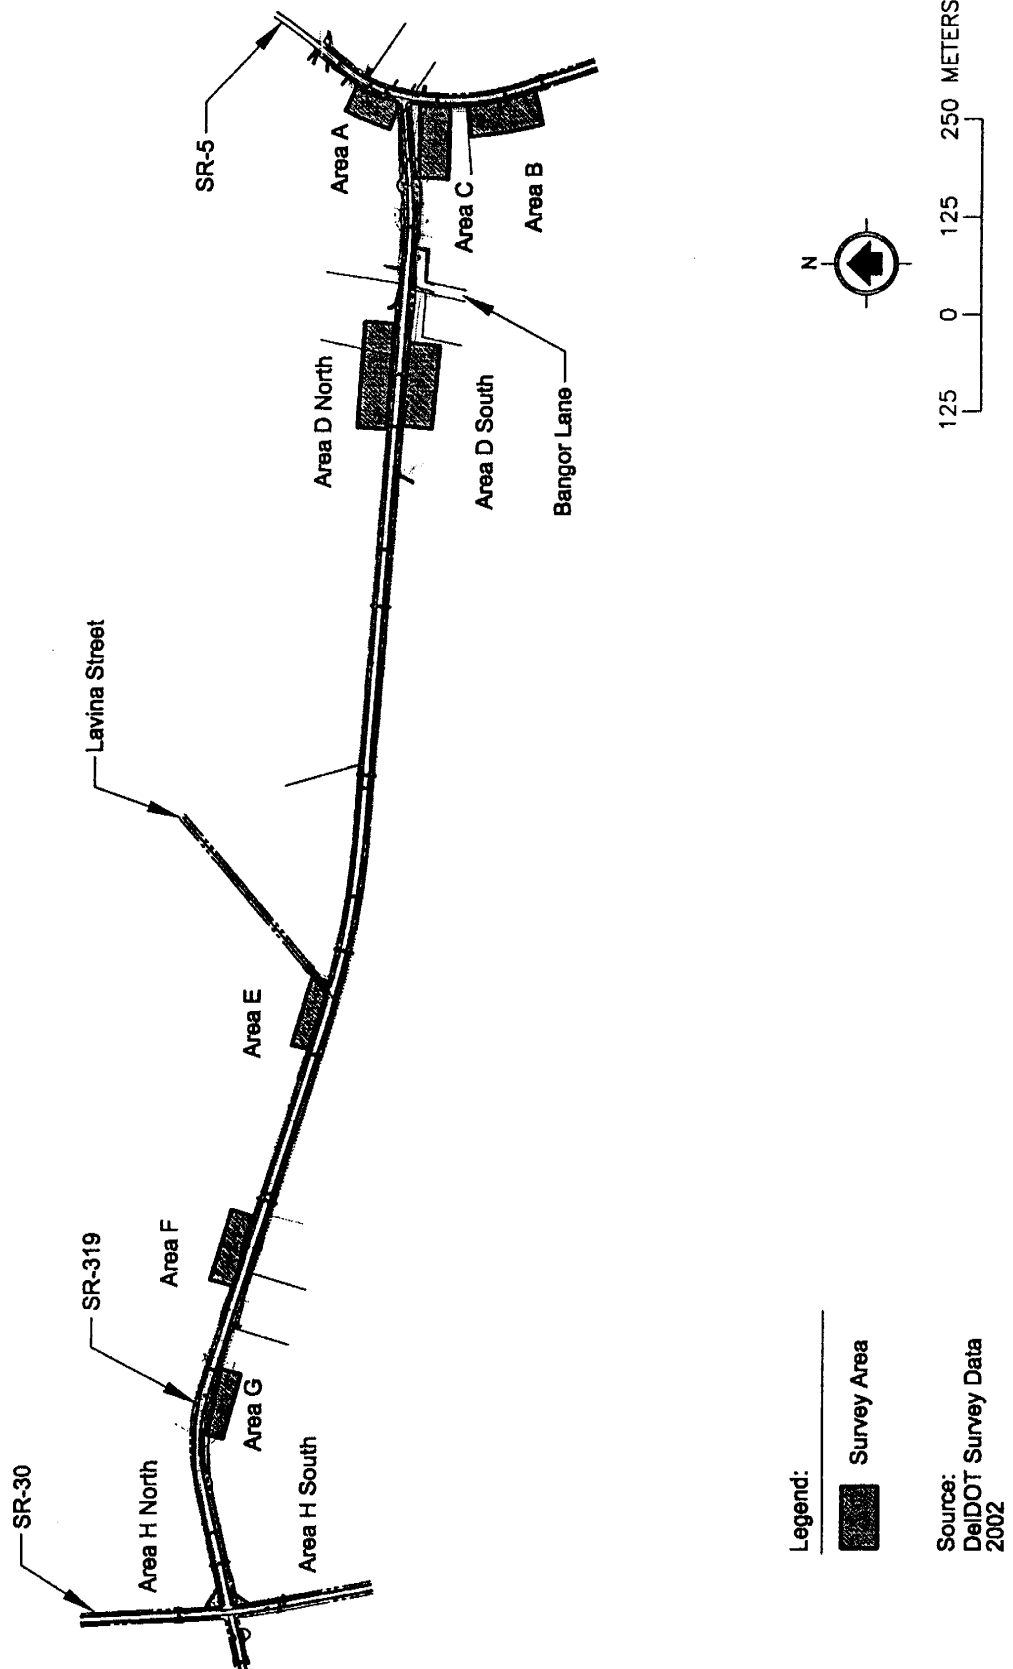 SR-30
Area H North
Area H South
SR-319
Area G
Area F
Area E
Lavina Street
Area D North
Area D South
Bangor Lane
SR-5
Area A
Area C
Area B
Legend:
Survey Area
Source:
DelDOT Survey Data
2002
N
125 0 125 250 METERS